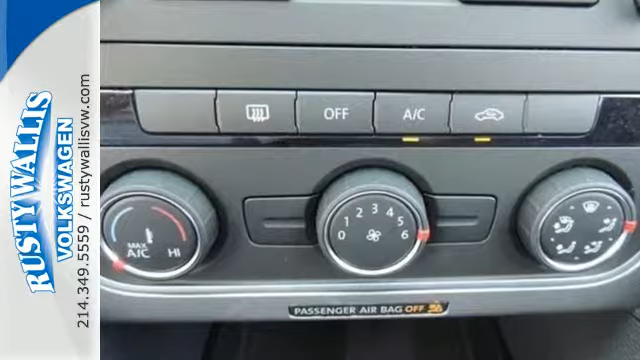 RUSTY WALLIS
VOLKSWAGEN
214.349.5559 / rustywallisvw.com
OFF
A/C
MAX
A/C
HI
0 1 2 3 4 5 6
PASSENGER AIR BAG OFF